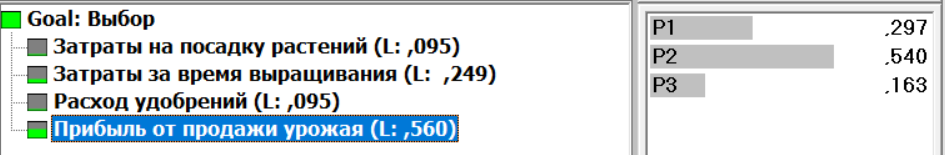 Goal: Выбор
Затраты на посадку растений (L: ,095)
Затраты за время выращивания (L: ,249)
Расход удобрений (L: ,095)
Прибыль от продажи урожая (L: ,560)
P1 ,297
P2 ,540
P3 ,163